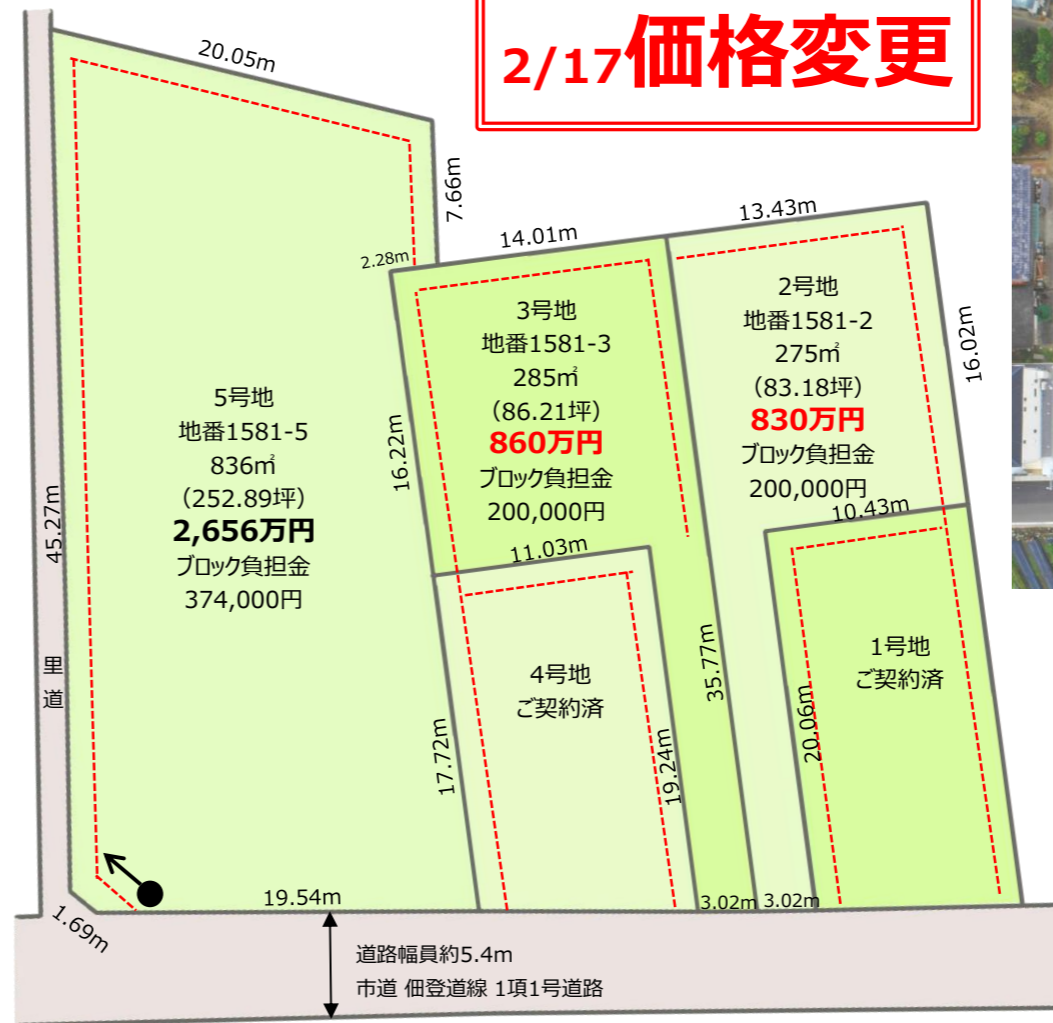 2/17価格変更
20.05m
7.66m
2.28m
14.01m
13.43m
16.02m
5号地
地番1581-5
836㎡
(252.89坪)
2,656万円
ブロック負担金
374,000円
3号地
地番1581-3
285㎡
(86.21坪)
860万円
ブロック負担金
200,000円
2号地
地番1581-2
275㎡
(83.18坪)
830万円
ブロック負担金
200,000円
16.22m
45.27m
10.43m
11.03m
里道
4号地
ご契約済
35.77m
1号地
ご契約済
20.06m
17.72m
19.24m
19.54m
3.02m
3.02m
1.69m
道路幅員約5.4m
市道 佃登道線 1項1号道路